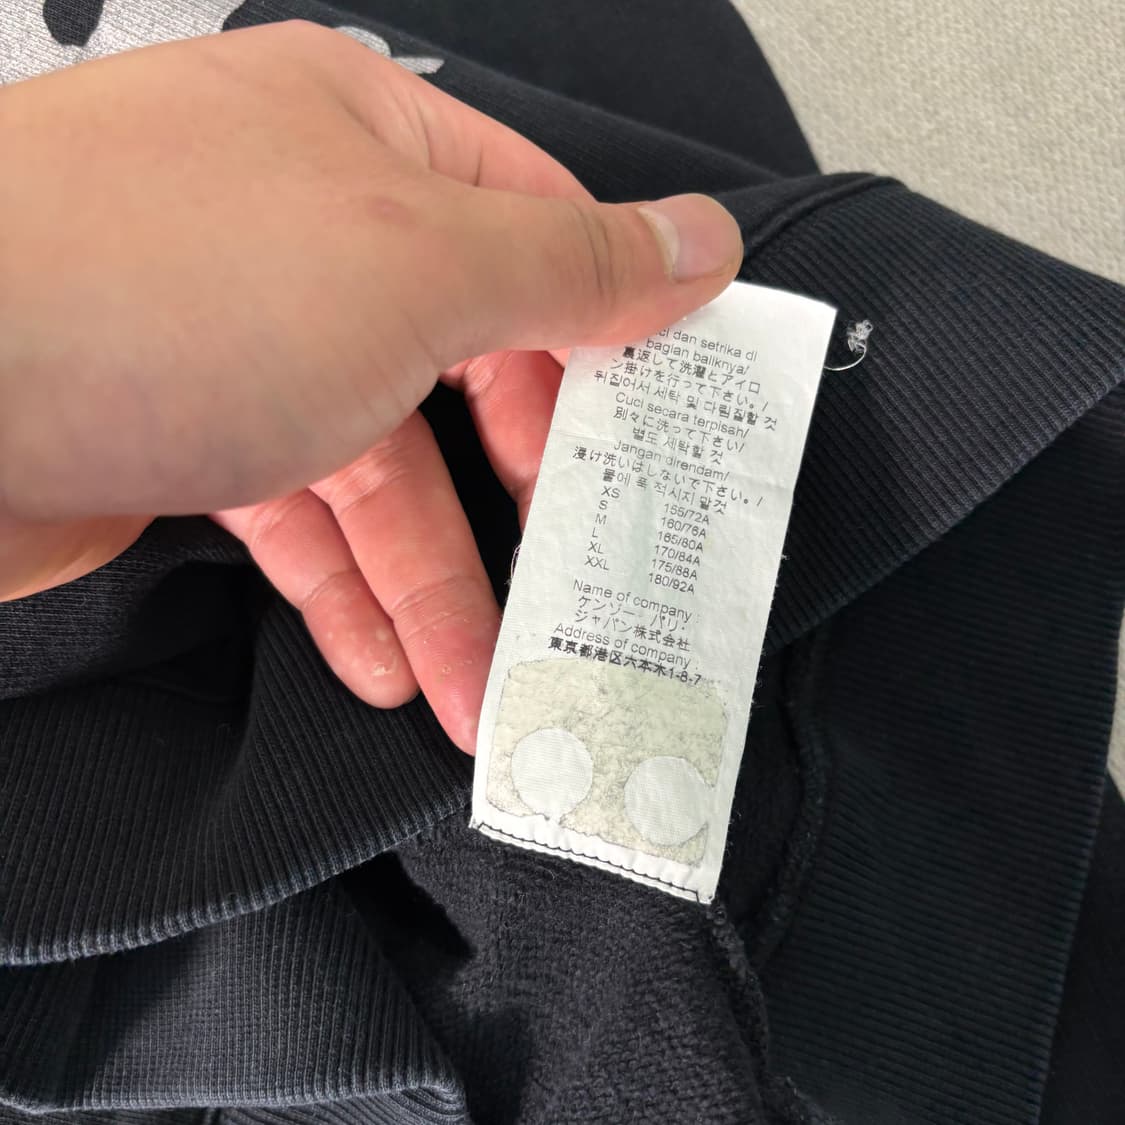 ci dan setrika di
bagian baliknya/
裏返して洗濯とアイロ
ン掛けを行って下さい。/
뒤집어서 세탁 및 다림질할 것
Cuci secara terpisah/
別々に洗って下さい/
별도 세탁할 것
Jangan direndam/
浸け洗いはしないで下さい。/
물에 푹 적시지 말것
XS 155/72A
S 160/76A
M 165/80A
L 170/84A
XL 175/88A
XXL 180/92A
Name of company :
ケンゾー パリ
ジャパン株式会社
Address of company :
東京都港区六本木1-8-7